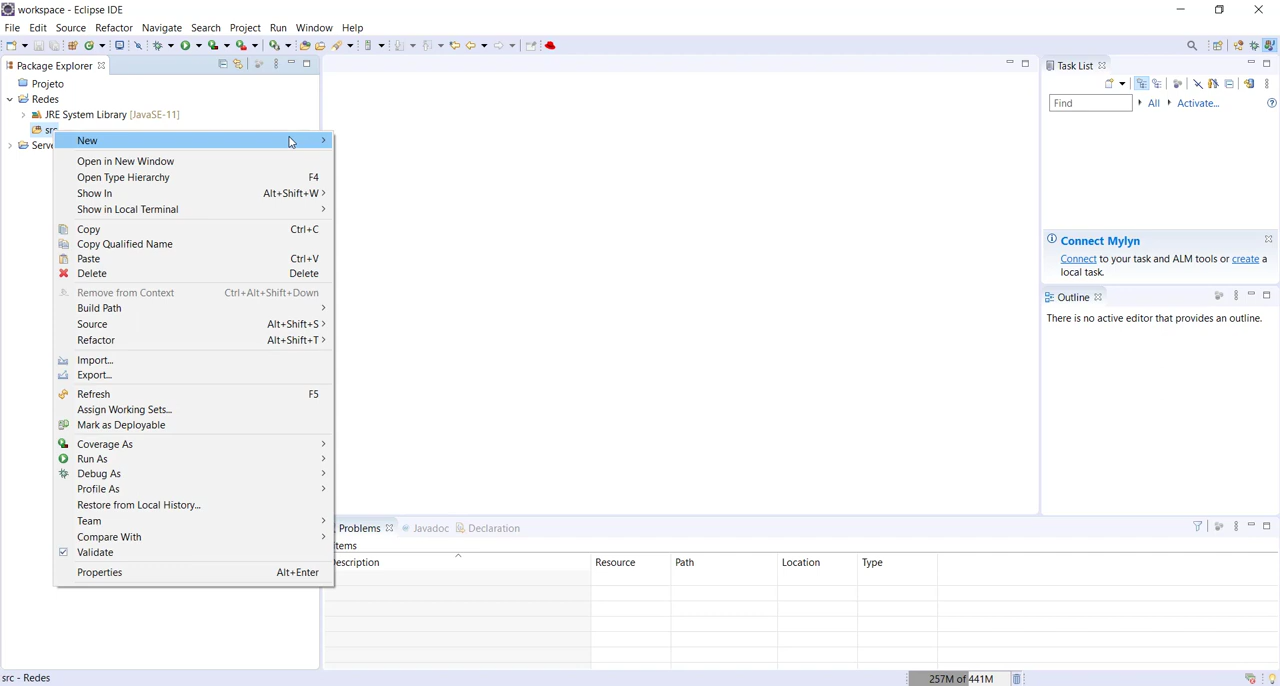 workspace - Eclipse IDE
File Edit Source Refactor Navigate Search Project Run Window Help
Package Explorer
Projeto
Redes
JRE System Library [JavaSE-11]
src
Serve
New
Open in New Window
Open Type Hierarchy F4
Show In Alt+Shift+W
Show in Local Terminal
Copy Ctrl+C
Copy Qualified Name
Paste Ctrl+V
Delete Delete
Remove from Context Ctrl+Alt+Shift+Down
Build Path
Source Alt+Shift+S
Refactor Alt+Shift+T
Import...
Export...
Refresh F5
Assign Working Sets...
Mark as Deployable
Coverage As
Run As
Debug As
Profile As
Restore from Local History...
Team
Compare With
Validate
Properties Alt+Enter
Task List
Find All Activate...
Connect Mylyn
Connect to your task and ALM tools or create a
local task.
Outline
There is no active editor that provides an outline.
Problems Javadoc Declaration
tems
escription Resource Path Location Type
src - Redes 257M of 441M